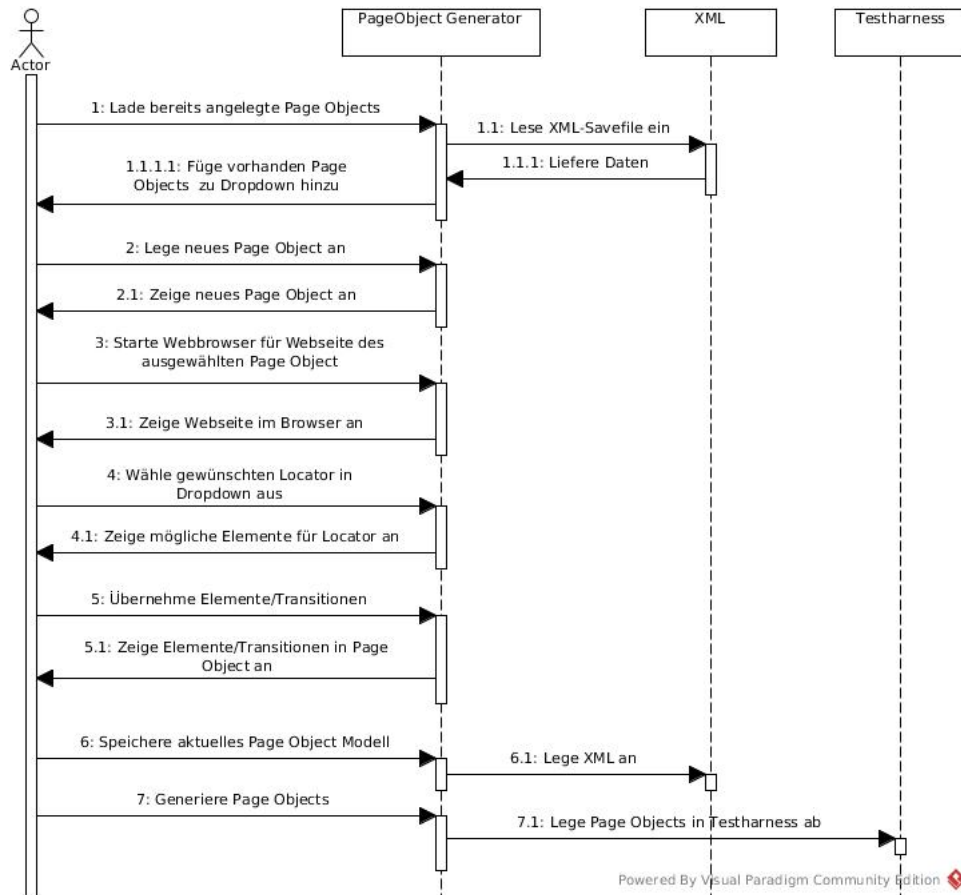 PageObject Generator
XML
Testharness
Actor
1: Lade bereits angelegte Page Objects
1.1: Lese XML-Savefile ein
1.1.1: Liefere Daten
1.1.1.1: Füge vorhanden Page
Objects zu Dropdown hinzu
2: Lege neues Page Object an
2.1: Zeige neues Page Object an
3: Starte Webbrowser für Webseite des
ausgewählten Page Object
3.1: Zeige Webseite im Browser an
4: Wähle gewünschten Locator in
Dropdown aus
4.1: Zeige mögliche Elemente für Locator an
5: Übernehme Elemente/Transitionen
5.1: Zeige Elemente/Transitionen in Page
Object an
6: Speichere aktuelles Page Object Modell
6.1: Lege XML an
7: Generiere Page Objects
7.1: Lege Page Objects in Testharness ab
Powered By Visual Paradigm Community Edition